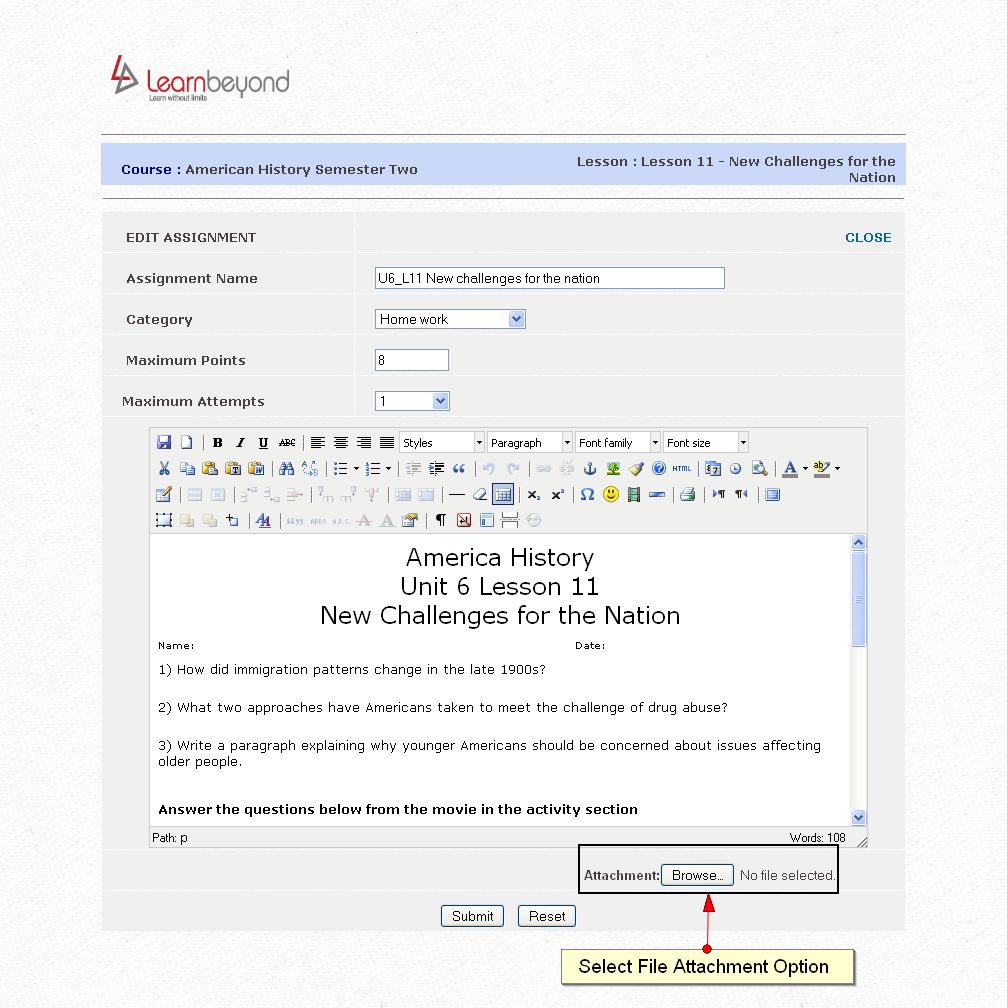 Learnbeyond
Learn without limits
Course : American History Semester Two
Lesson : Lesson 11 - New Challenges for the
Nation
EDIT ASSIGNMENT
CLOSE
Assignment Name
U6_L11 New challenges for the nation
Category
Home work
Maximum Points
8
Maximum Attempts
1
B I U ABC Styles Paragraph Font family Font size
HTML
Path: p
Words: 108
America History
Unit 6 Lesson 11
New Challenges for the Nation
Name: Date:
1) How did immigration patterns change in the late 1900s?
2) What two approaches have Americans taken to meet the challenge of drug abuse?
3) Write a paragraph explaining why younger Americans should be concerned about issues affecting
older people.
Answer the questions below from the movie in the activity section
Attachment: Browse... No file selected.
Submit Reset
Select File Attachment Option